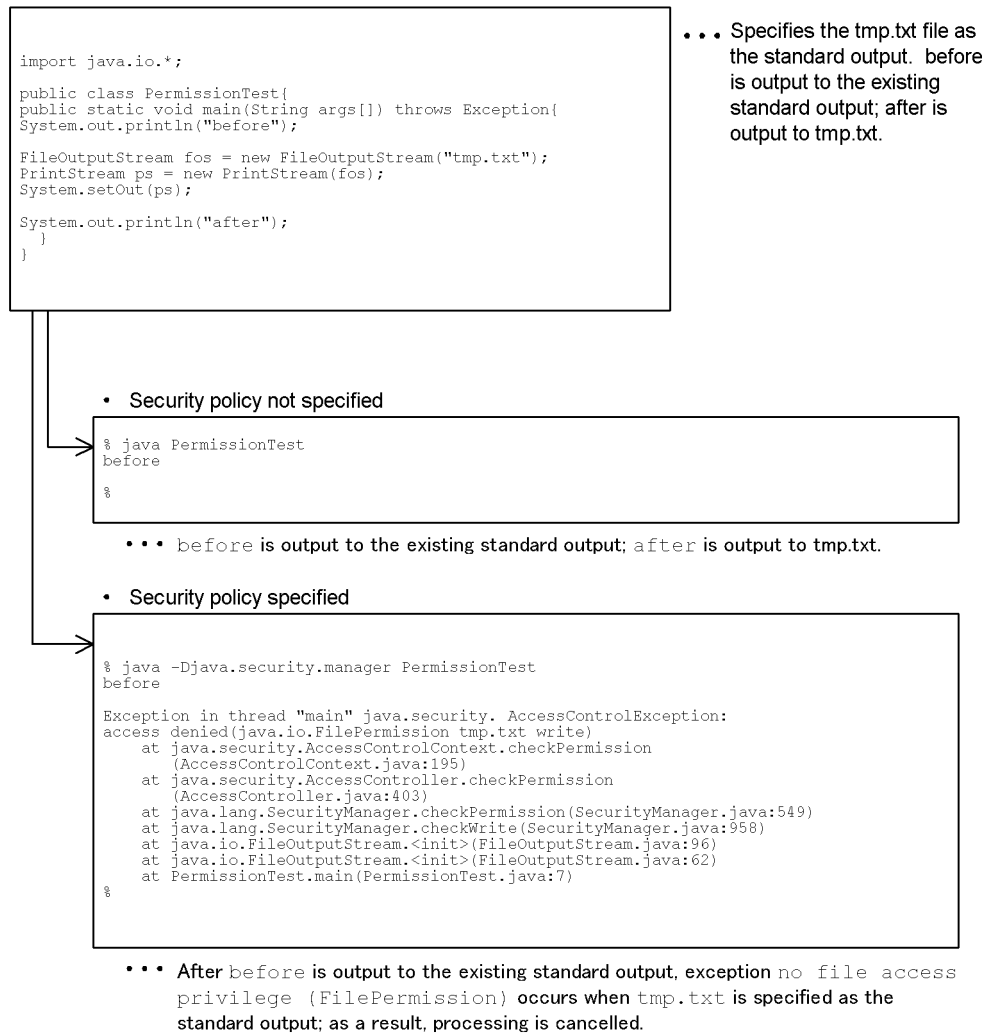 import java.io.*;
public class PermissionTest{
public static void main(String args[]) throws Exception{
System.out.println("before");
FileOutputStream fos = new FileOutputStream("tmp.txt");
PrintStream ps = new PrintStream(fos);
System.setOut(ps);
System.out.println("after");
}
}
••• Specifies the tmp.txt file as
the standard output. before
is output to the existing
standard output; after is
output to tmp.txt.
• Security policy not specified
% java PermissionTest
before
%
••• before is output to the existing standard output; after is output to tmp.txt.
• Security policy specified
% java -Djava.security.manager PermissionTest
before
Exception in thread "main" java.security. AccessControlException:
access denied(java.io.FilePermission tmp.txt write)
at java.security.AccessControlContext.checkPermission
(AccessControlContext.java:195)
at java.security.AccessController.checkPermission
(AccessController.java:403)
at java.lang.SecurityManager.checkPermission(SecurityManager.java:549)
at java.lang.SecurityManager.checkWrite(SecurityManager.java:958)
at java.io.FileOutputStream.<init>(FileOutputStream.java:96)
at java.io.FileOutputStream.<init>(FileOutputStream.java:62)
at PermissionTest.main(PermissionTest.java:7)
%
••• After before is output to the existing standard output, exception no file access
privilege (FilePermission) occurs when tmp.txt is specified as the
standard output; as a result, processing is cancelled.